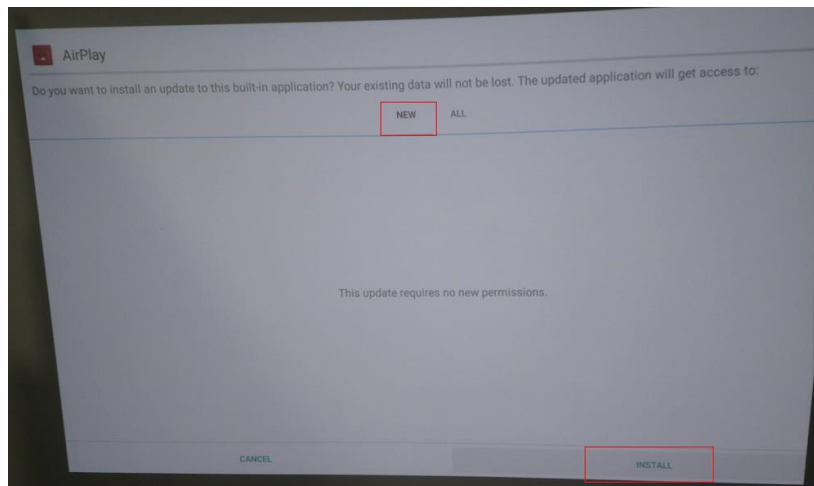 AirPlay
Do you want to install an update to this built-in application? Your existing data will not be lost. The updated application will get access to:
NEW ALL
This update requires no new permissions.
CANCEL INSTALL